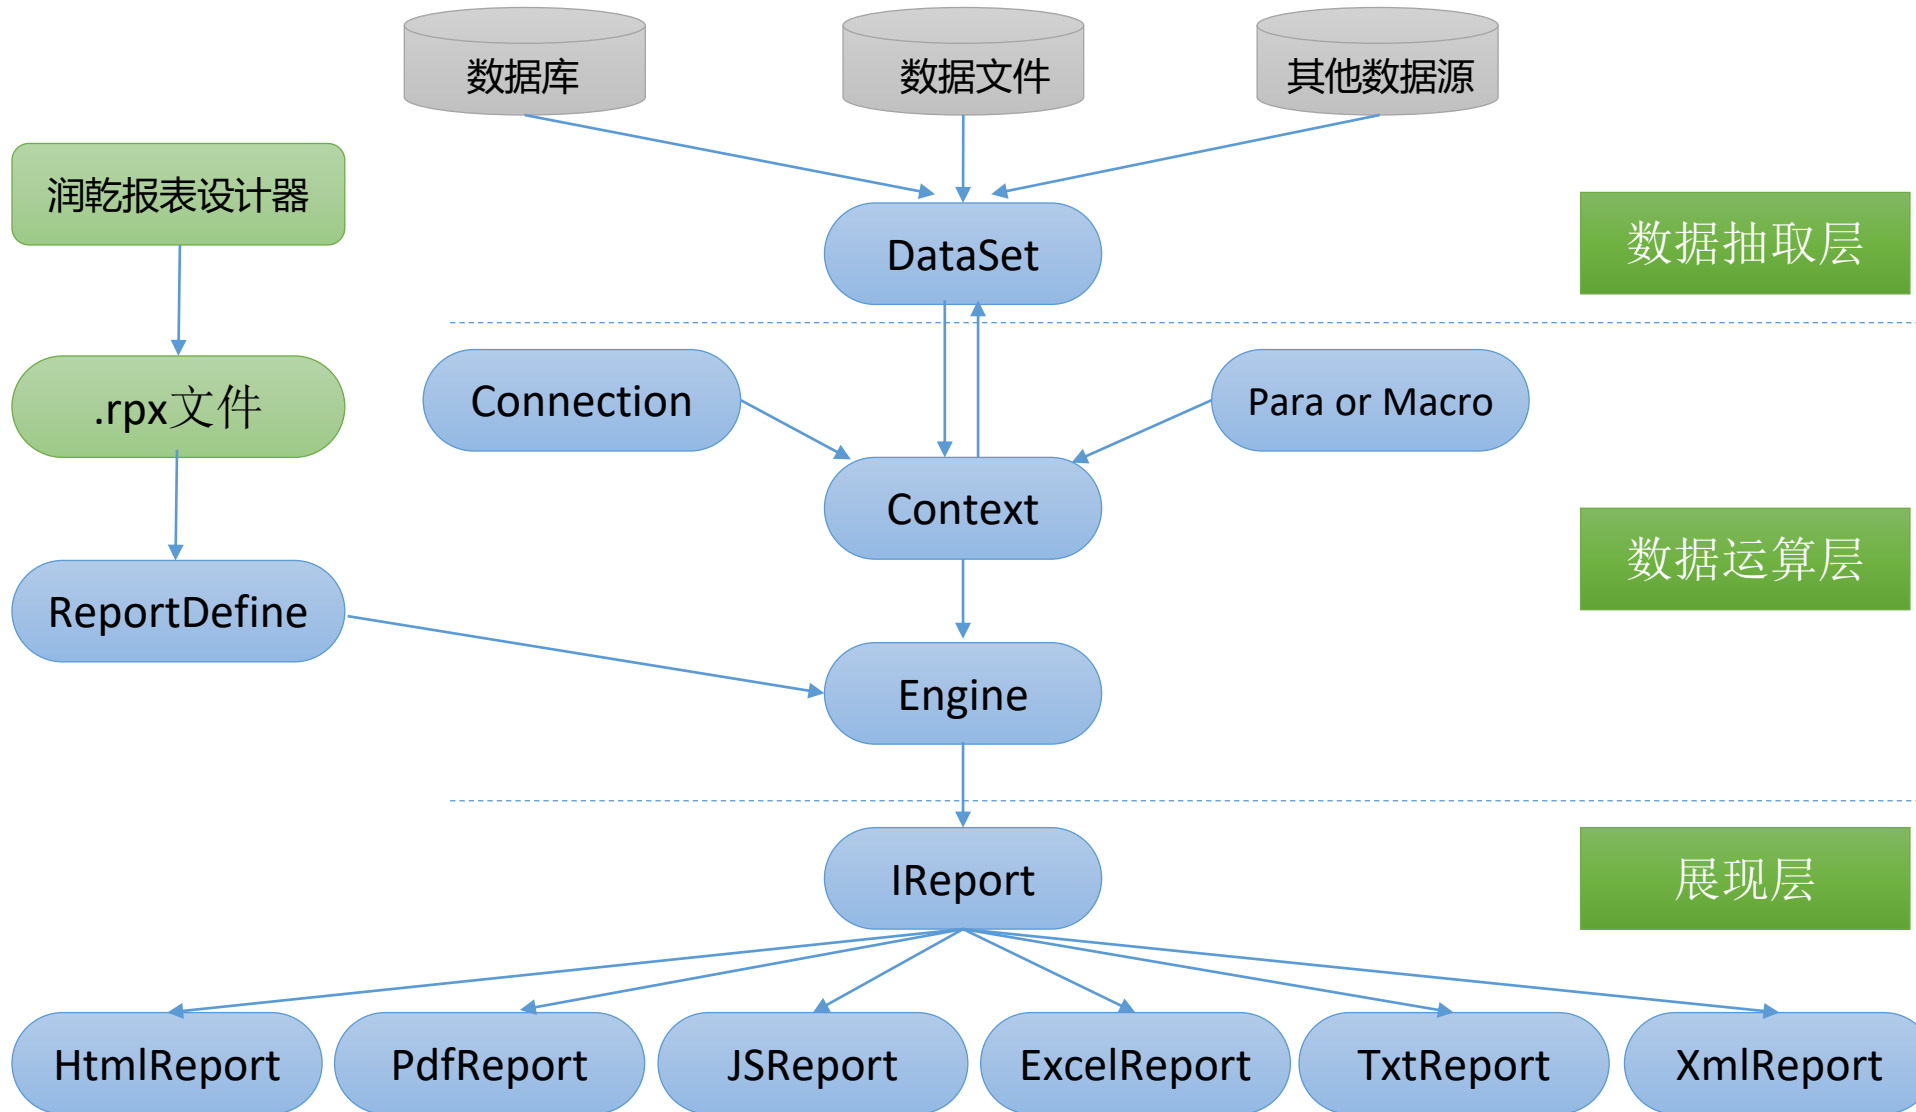 数据库
数据文件
其他数据源
润乾报表设计器
DataSet
数据抽取层
.rpx文件
Connection
Para or Macro
Context
数据运算层
ReportDefine
Engine
IReport
展现层
HtmlReport
PdfReport
JSReport
ExcelReport
TxtReport
XmlReport